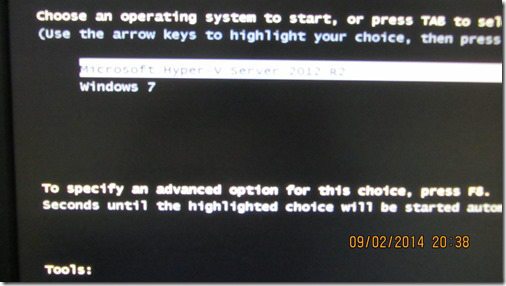 Choose an operating system to start, or press TAB to sel
(Use the arrow keys to highlight your choice, then press
Microsoft Hyper-V Server 2012 R2
Windows 7
To specify an advanced option for this choice, press F8.
Seconds until the highlighted choice will be started autom
09/02/2014 20:38
Tools: